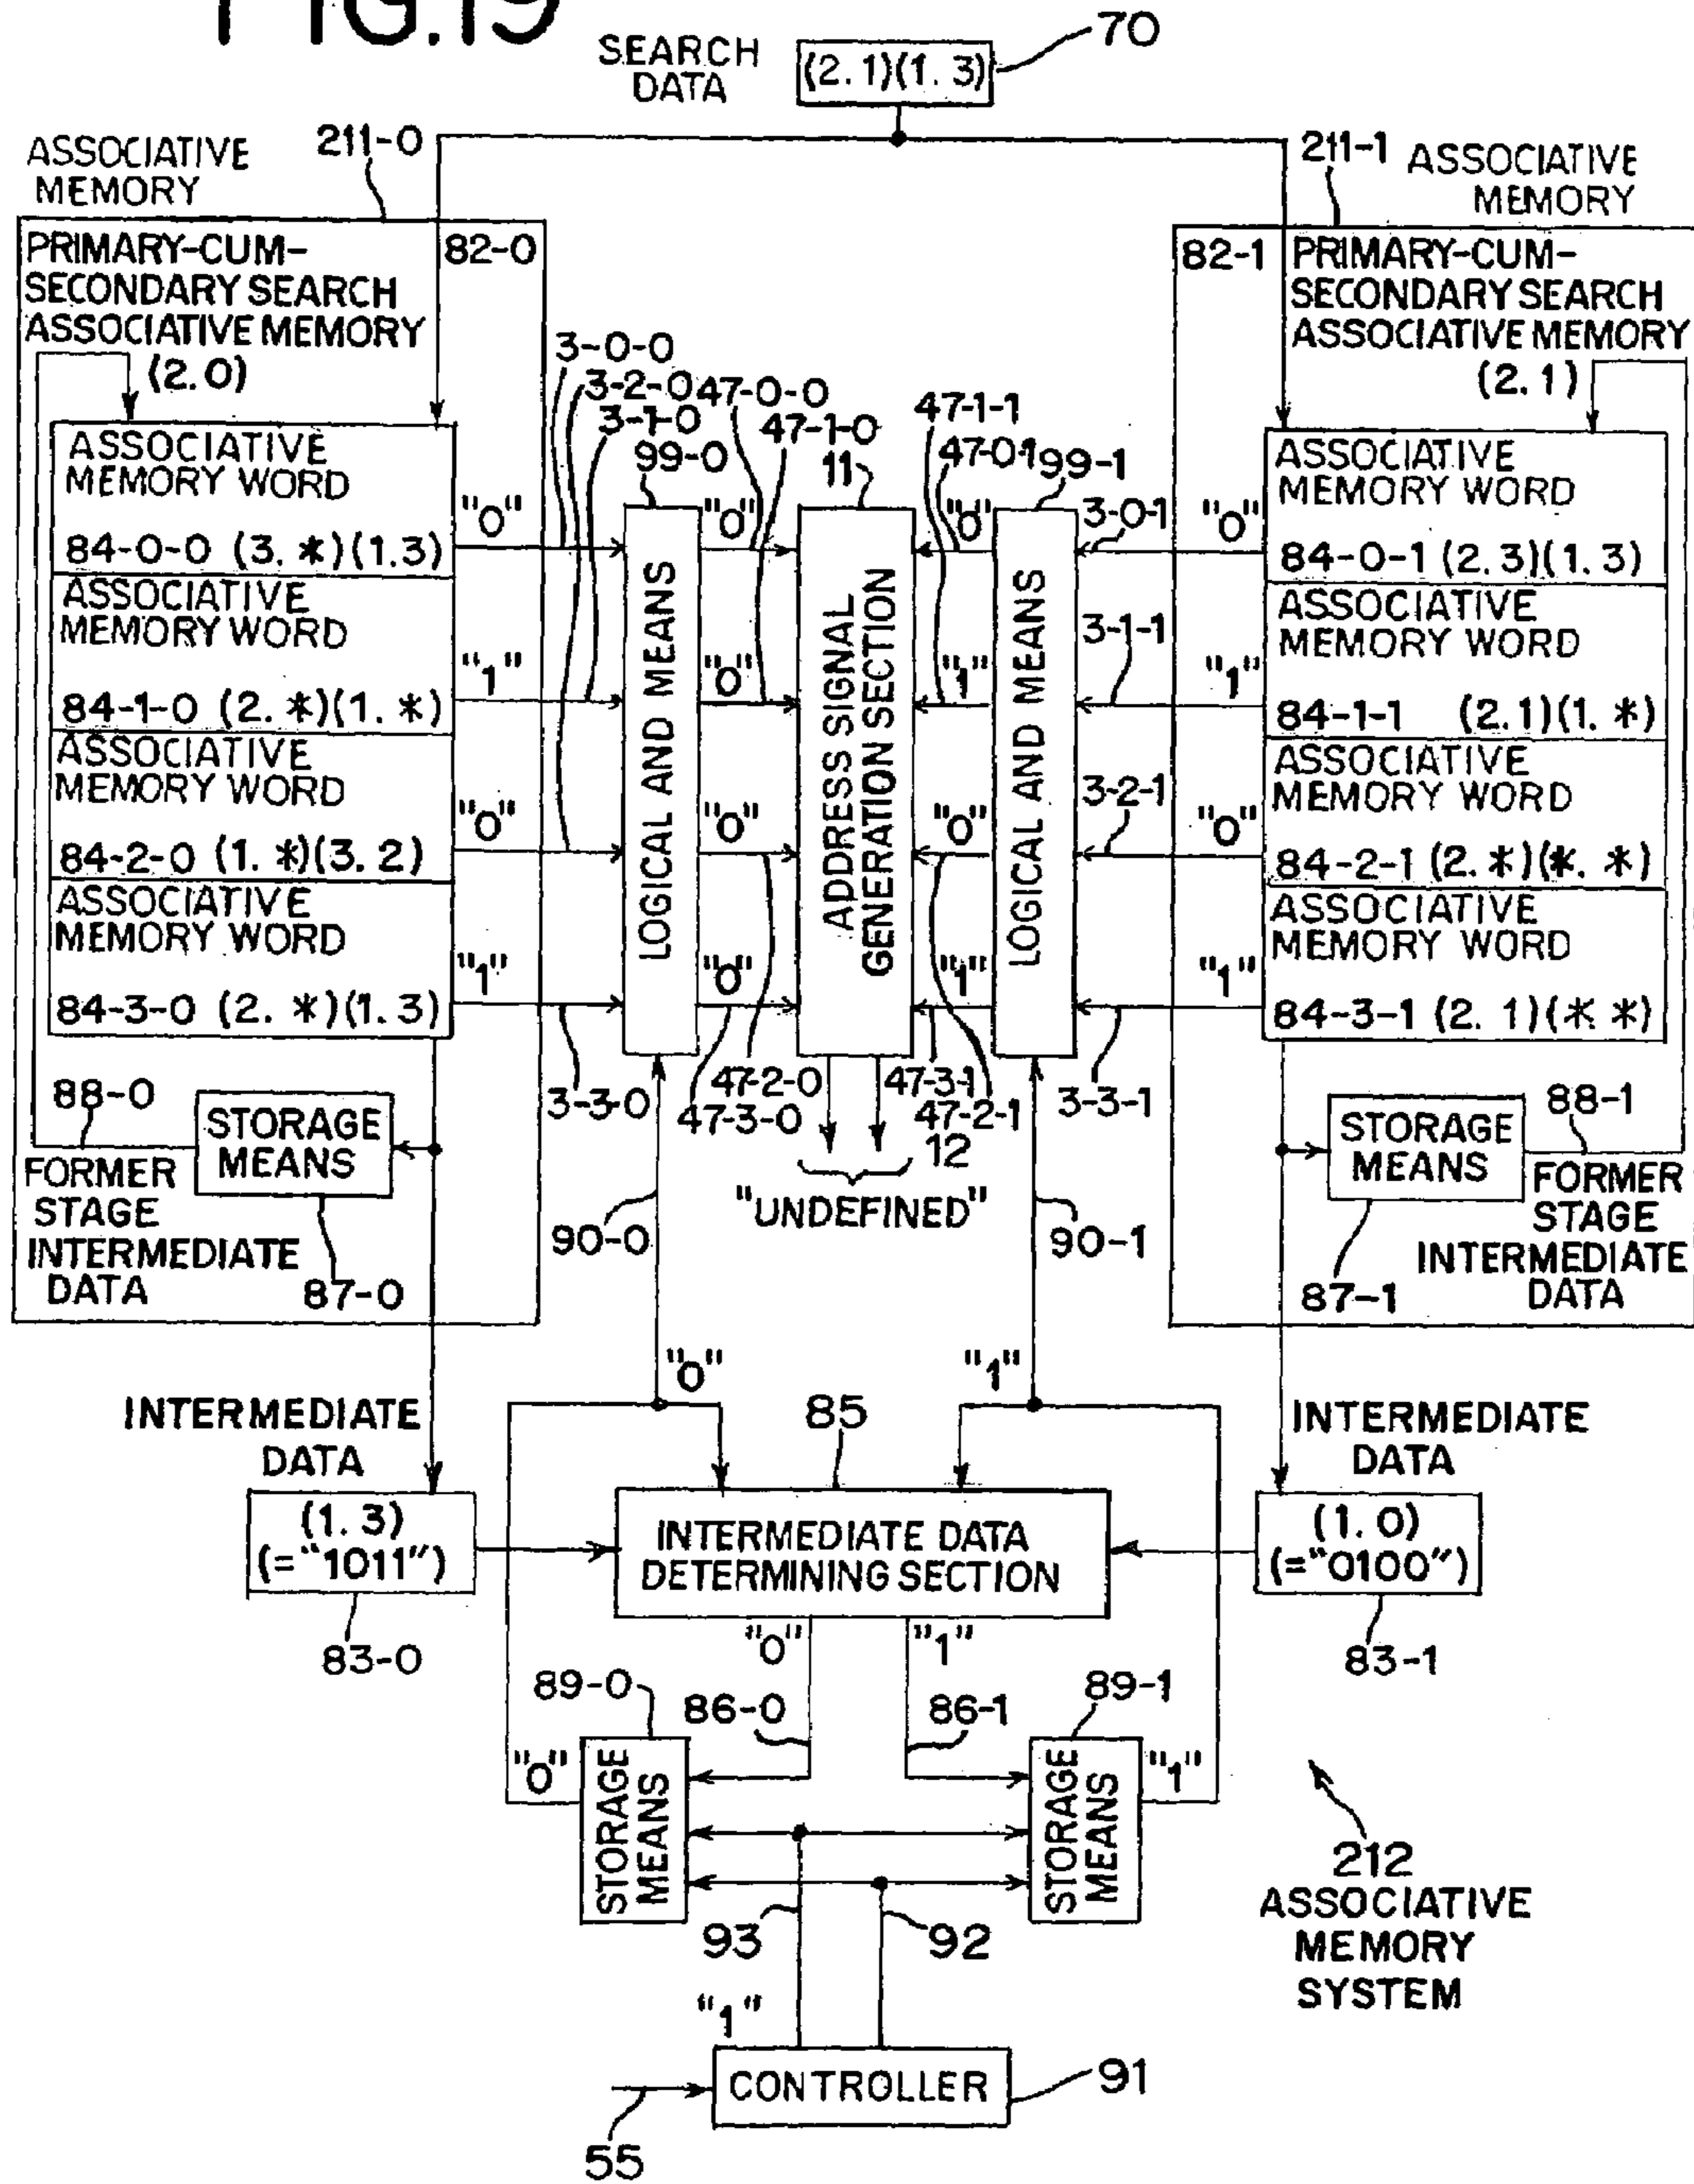 FIG.19
SEARCH
DATA
(2. 1)(1. 3)
70
ASSOCIATIVE
MEMORY
211-0
211-1
ASSOCIATIVE
MEMORY
PRIMARY-CUM-
SECONDARY SEARCH
ASSOCIATIVE MEMORY
(2. 0)
82-0
82-1
PRIMARY-CUM-
SECONDARY SEARCH
ASSOCIATIVE MEMORY
(2. 1)
3-0-0
3-2-0
3-1-0
99-0
47-0-0
47-1-0
11
47-1-1
47-0-1
99-1
3-0-1
3-1-1
3-2-1
ASSOCIATIVE
MEMORY WORD
84-0-0 (3. *)(1.3)
"0"
ASSOCIATIVE
MEMORY WORD
84-1-0 (2. *)(1. *)
"1"
ASSOCIATIVE
MEMORY WORD
84-2-0 (1. *)(3. 2)
"0"
ASSOCIATIVE
MEMORY WORD
84-3-0 (2. *)(1. 3)
"1"
LOGICAL AND MEANS
"0"
"0"
"0"
"0"
ADDRESS SIGNAL
GENERATION SECTION
"0"
"1"
"0"
"1"
LOGICAL AND MEANS
"0"
"1"
"0"
"1"
ASSOCIATIVE
MEMORY WORD
84-0-1 (2. 3)(1. 3)
ASSOCIATIVE
MEMORY WORD
84-1-1 (2. 1)(1. *)
ASSOCIATIVE
MEMORY WORD
84-2-1 (2. *)(*. *)
ASSOCIATIVE
MEMORY WORD
84-3-1 (2. 1)(*. *)
3-3-0
47-2-0
47-3-0
47-3-1
47-2-1
3-3-1
12
"UNDEFINED"
88-0
STORAGE
MEANS
FORMER
STAGE
INTERMEDIATE
DATA
87-0
90-0
90-1
STORAGE
MEANS
88-1
FORMER
STAGE
INTERMEDIATE
DATA
87-1
"0"
"1"
INTERMEDIATE
DATA
(1. 3)
(="1011")
83-0
85
INTERMEDIATE DATA
DETERMINING SECTION
INTERMEDIATE
DATA
(1. 0)
(="0100")
83-1
"0"
"1"
89-0
86-0
86-1
89-1
"0"
STORAGE
MEANS
STORAGE
MEANS
"1"
93
92
212
ASSOCIATIVE
MEMORY
SYSTEM
"1"
CONTROLLER
91
55